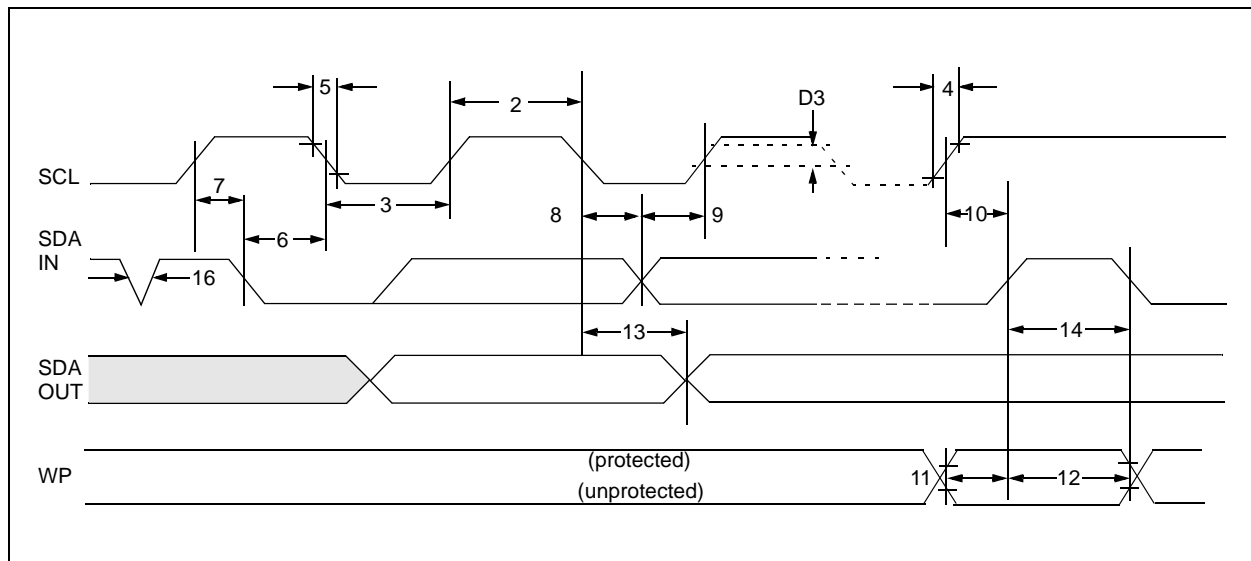 5
2
D3
4
SCL
7
3
8
9
10
SDA
IN
6
16
13
14
SDA
OUT
WP
(protected)
(unprotected)
11
12